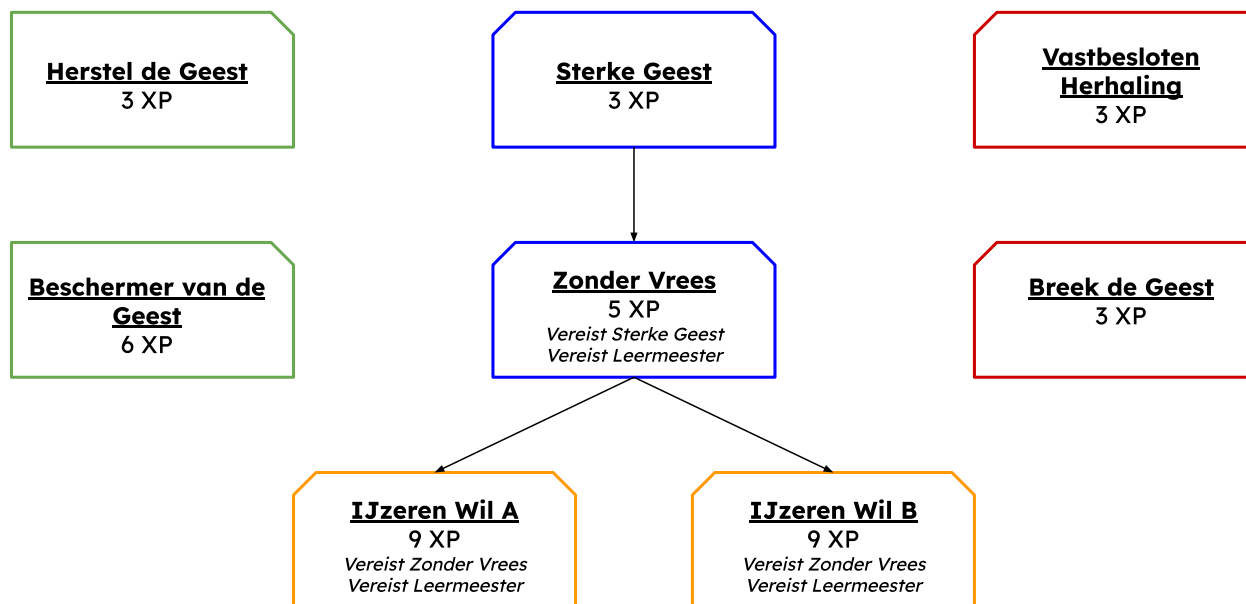 Herstel de Geest
3 XP
Sterke Geest
3 XP
Vastbesloten
Herhaling
3 XP
Beschermer van de
Geest
6 XP
Zonder Vrees
5 XP
Vereist Sterke Geest
Vereist Leermeester
Breek de Geest
3 XP
IJzeren Wil A
9 XP
Vereist Zonder Vrees
Vereist Leermeester
IJzeren Wil B
9 XP
Vereist Zonder Vrees
Vereist Leermeester